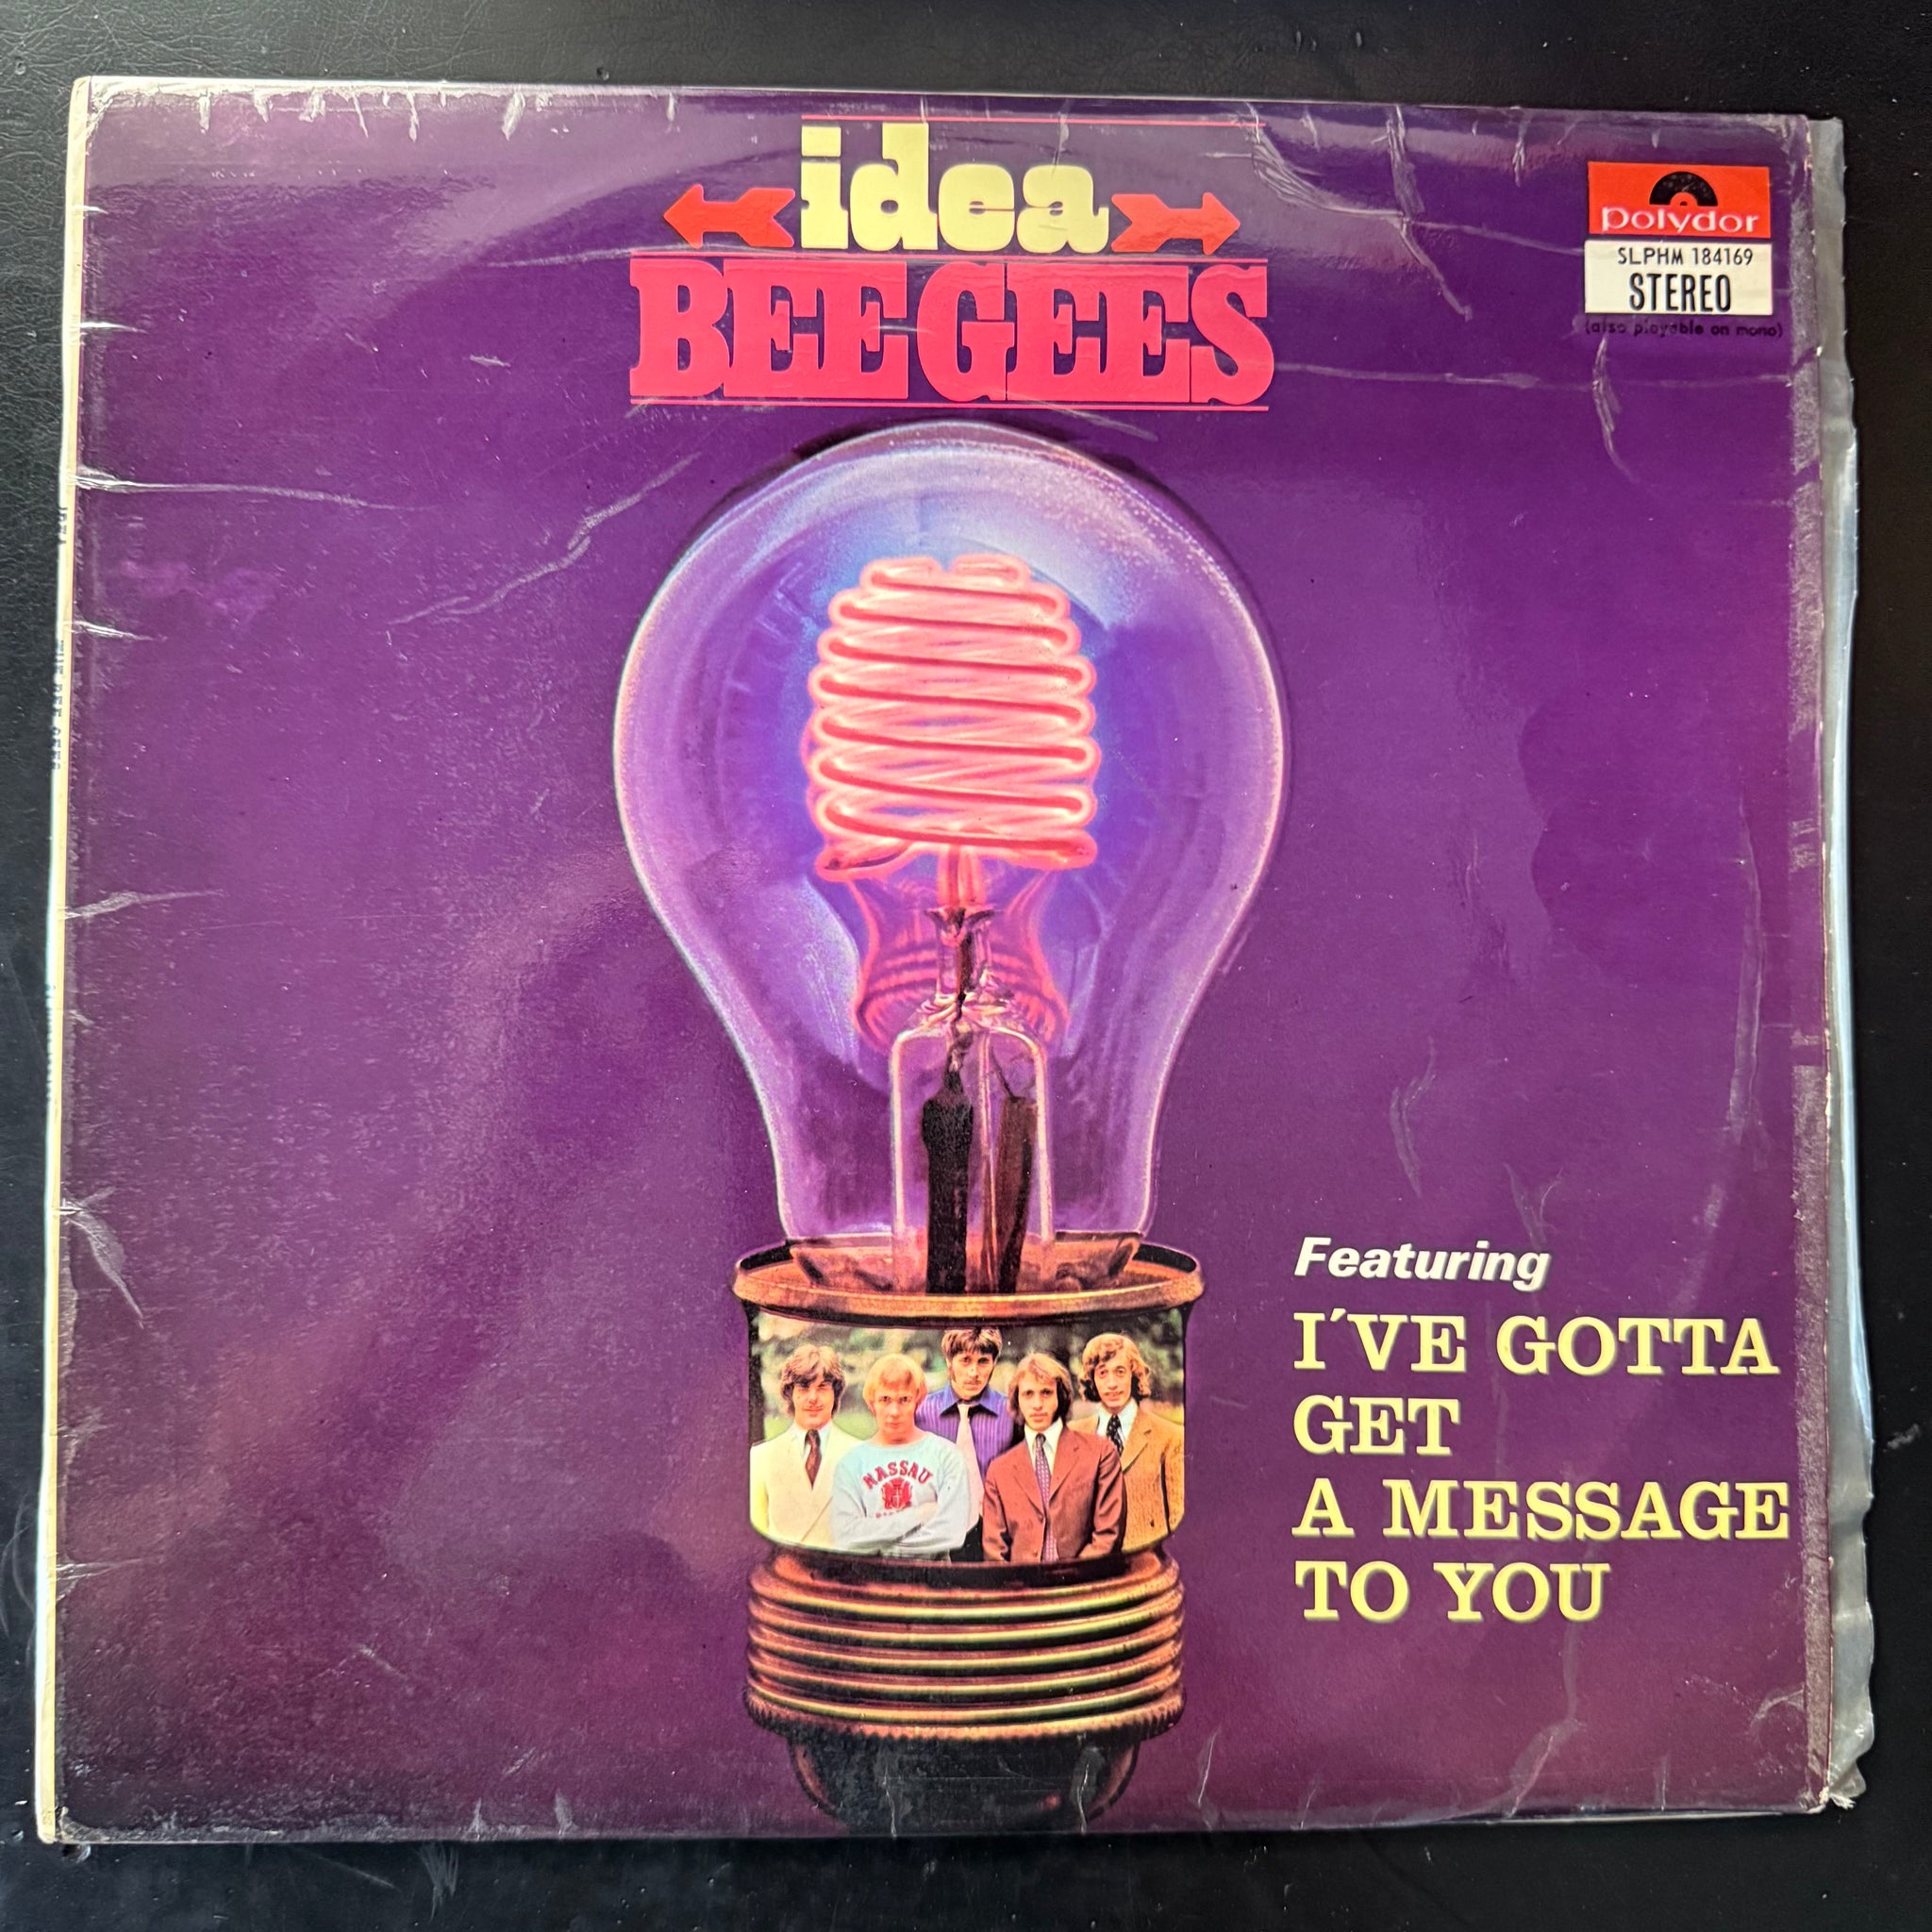 idea
BEE GEES
polydor
SLPHM 184169
STEREO
(also playable on mono)
Featuring
I'VE GOTTA
GET
A MESSAGE
TO YOU
NASSAU